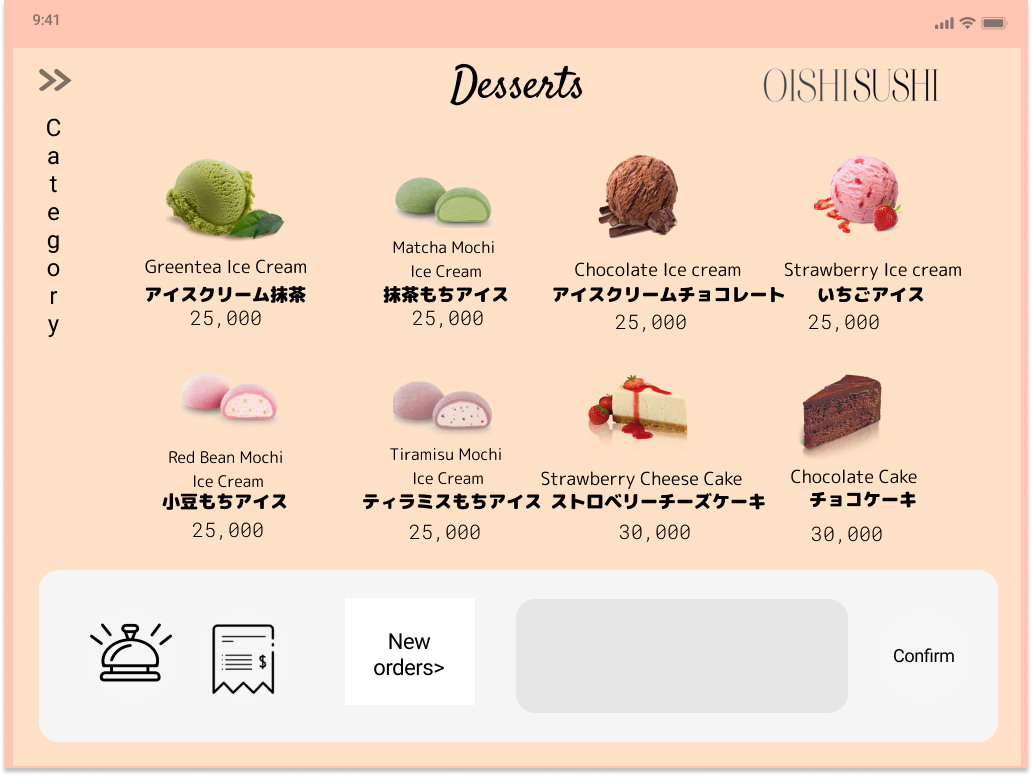 9:41
Desserts
OISHI SUSHI
Category
Greentea Ice Cream
アイスクリーム抹茶
25,000
Matcha Mochi
Ice Cream
抹茶もちアイス
25,000
Chocolate Ice cream
アイスクリームチョコレート
25,000
Strawberry Ice cream
いちごアイス
25,000
Red Bean Mochi
Ice Cream
小豆もちアイス
25,000
Tiramisu Mochi
Ice Cream
ティラミスもちアイス
25,000
Strawberry Cheese Cake
ストロベリーチーズケーキ
30,000
Chocolate Cake
チョコケーキ
30,000
$
New
orders>
Confirm